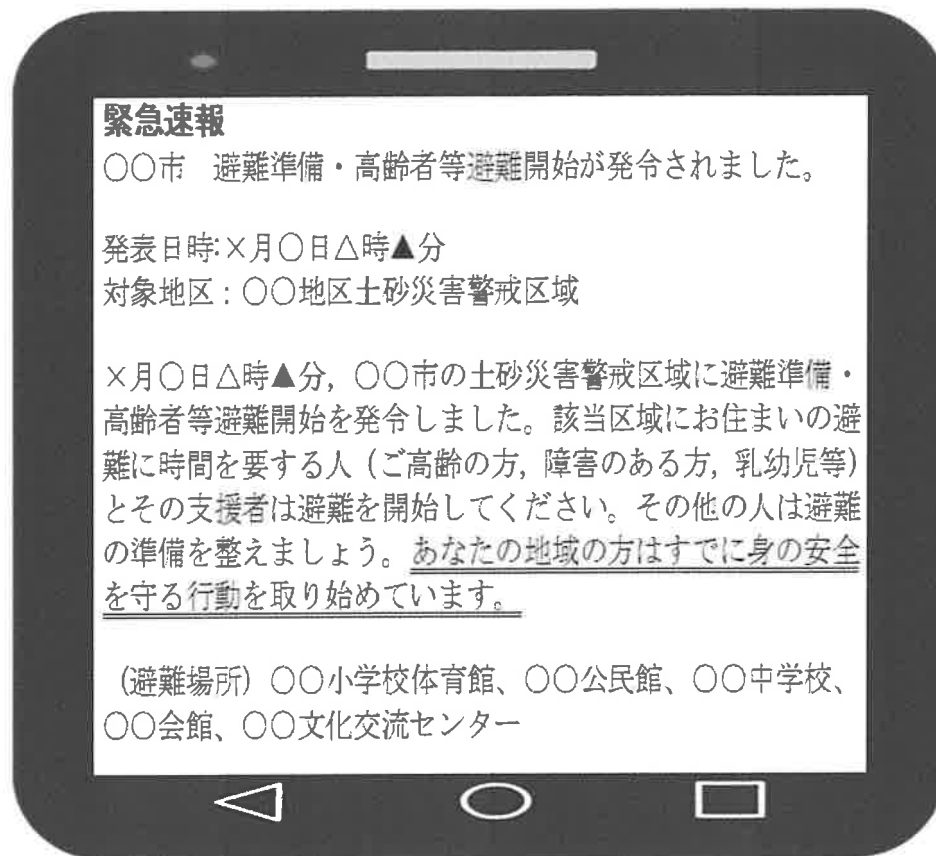 緊急速報
〇〇市　避難準備・高齢者等避難開始が発令されました。
発表日時:×月〇日△時▲分
対象地区：〇〇地区土砂災害警戒区域
×月〇日△時▲分，〇〇市の土砂災害警戒区域に避難準備・
高齢者等避難開始を発令しました。該当区域にお住まいの避
難に時間を要する人（ご高齢の方，障害のある方，乳幼児等）
とその支援者は避難を開始してください。その他の人は避難
の準備を整えましょう。あなたの地域の方はすでに身の安全
を守る行動を取り始めています。
（避難場所）〇〇小学校体育館、〇〇公民館、〇〇中学校、
〇〇会館、〇〇文化交流センター